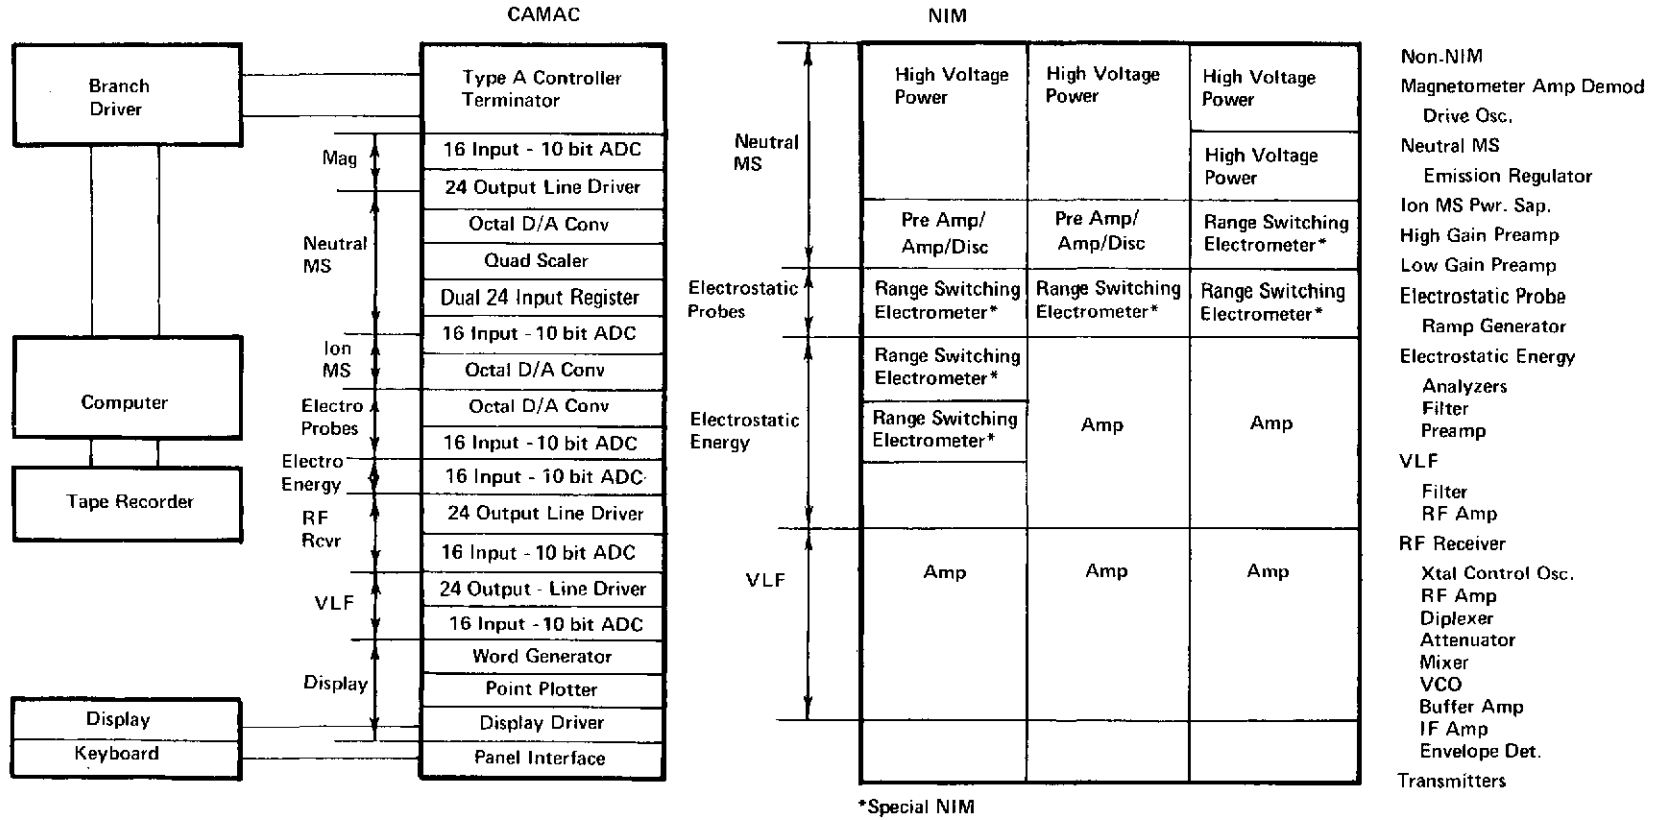 CAMAC
NIM
Branch
Driver
Computer
Tape Recorder
Display
Keyboard
Mag
Neutral
MS
Ion
MS
Electro
Probes
Electro
Energy
RF
Rcvr
VLF
Display
Type A Controller
Terminator
16 Input - 10 bit ADC
24 Output Line Driver
Octal D/A Conv
Quad Scaler
Dual 24 Input Register
16 Input - 10 bit ADC
Octal D/A Conv
Octal D/A Conv
16 Input - 10 bit ADC
16 Input - 10 bit ADC
24 Output Line Driver
16 Input - 10 bit ADC
24 Output - Line Driver
16 Input - 10 bit ADC
Word Generator
Point Plotter
Display Driver
Panel Interface
Neutral
MS
Electrostatic
Probes
Electrostatic
Energy
VLF
High Voltage
Power
Pre Amp/
Amp/Disc
Range Switching
Electrometer*
Range Switching
Electrometer*
Range Switching
Electrometer*
Amp
High Voltage
Power
Pre Amp/
Amp/Disc
Range Switching
Electrometer*
Amp
Amp
High Voltage
Power
High Voltage
Power
Range Switching
Electrometer*
Range Switching
Electrometer*
Amp
Amp
*Special NIM
Non-NIM
Magnetometer Amp Demod
Drive Osc.
Neutral MS
Emission Regulator
Ion MS Pwr. Sap.
High Gain Preamp
Low Gain Preamp
Electrostatic Probe
Ramp Generator
Electrostatic Energy
Analyzers
Filter
Preamp
VLF
Filter
RF Amp
RF Receiver
Xtal Control Osc.
RF Amp
Diplexer
Attenuator
Mixer
VCO
Buffer Amp
IF Amp
Envelope Det.
Transmitters